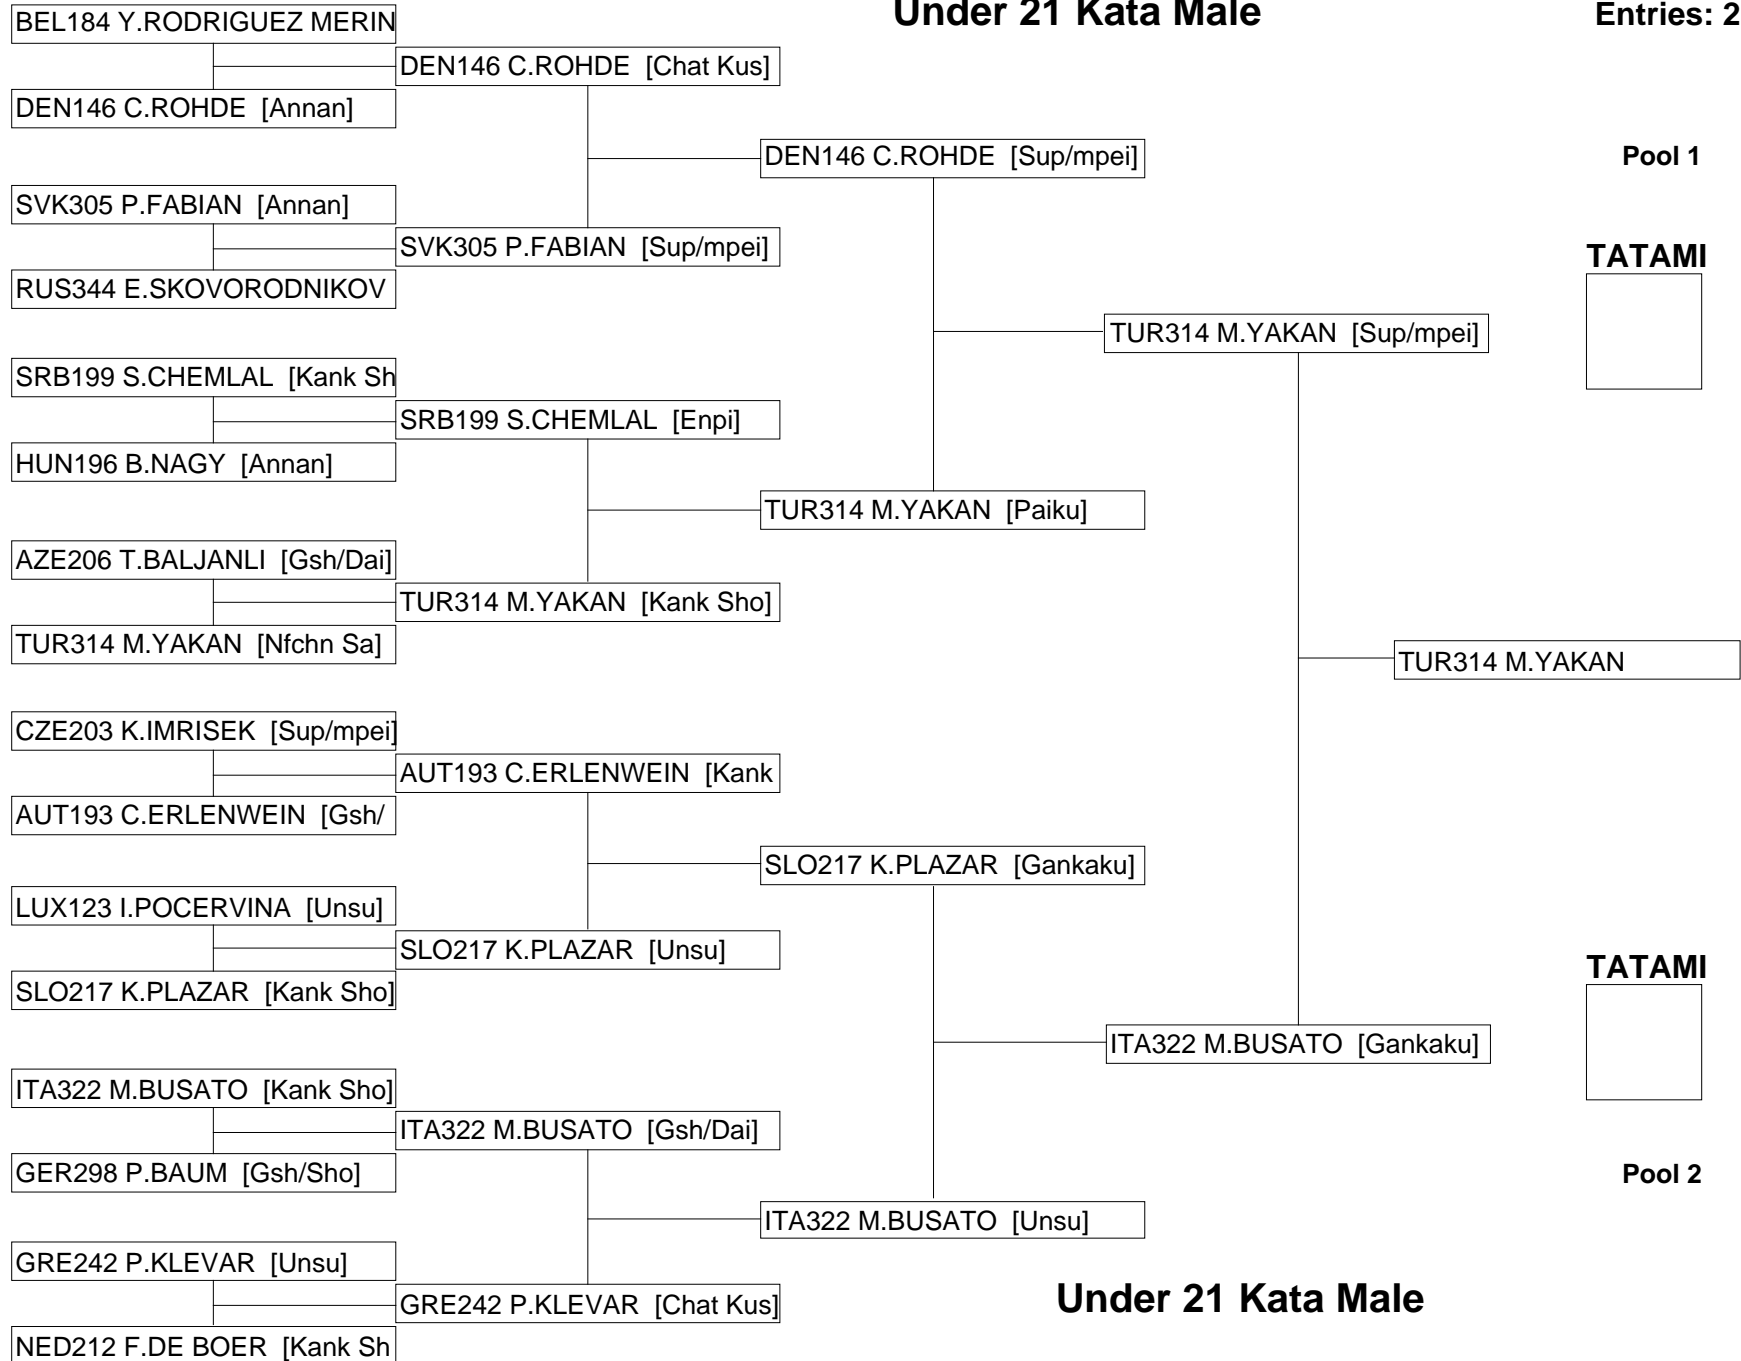 Under 21 Kata Male
Entries: 2
BEL184 Y.RODRIGUEZ MERIN
DEN146 C.ROHDE [Chat Kus]
DEN146 C.ROHDE [Annan]
DEN146 C.ROHDE [Sup/mpei]
Pool 1
SVK305 P.FABIAN [Annan]
SVK305 P.FABIAN [Sup/mpei]
TATAMI
RUS344 E.SKOVORODNIKOV
TUR314 M.YAKAN [Sup/mpei]
SRB199 S.CHEMLAL [Kank Sh
SRB199 S.CHEMLAL [Enpi]
HUN196 B.NAGY [Annan]
TUR314 M.YAKAN [Paiku]
AZE206 T.BALJANLI [Gsh/Dai]
TUR314 M.YAKAN [Kank Sho]
TUR314 M.YAKAN [Nfchn Sa]
TUR314 M.YAKAN
CZE203 K.IMRISEK [Sup/mpei]
AUT193 C.ERLENWEIN [Kank
AUT193 C.ERLENWEIN [Gsh/
SLO217 K.PLAZAR [Gankaku]
LUX123 I.POCERVINA [Unsu]
SLO217 K.PLAZAR [Unsu]
TATAMI
SLO217 K.PLAZAR [Kank Sho]
ITA322 M.BUSATO [Gankaku]
ITA322 M.BUSATO [Kank Sho]
ITA322 M.BUSATO [Gsh/Dai]
GER298 P.BAUM [Gsh/Sho]
Pool 2
ITA322 M.BUSATO [Unsu]
GRE242 P.KLEVAR [Unsu]
GRE242 P.KLEVAR [Chat Kus]
Under 21 Kata Male
NED212 F.DE BOER [Kank Sh